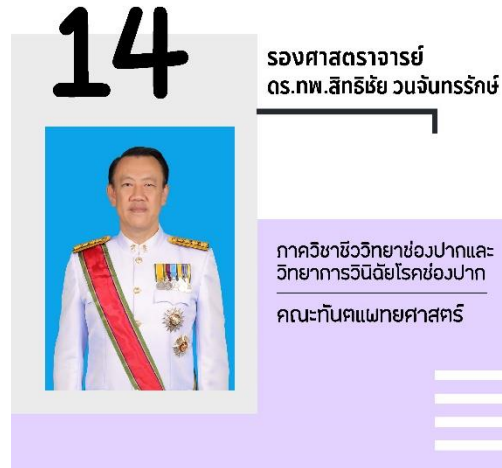 14
รองศาสตราจารย์
ดร.ทพ.สิทธิชัย วนจันทรรักษ์
ภาควิชาชีววิทยาช่องปากและ
วิทยาการวินิฉัยโรคช่องปาก
คณะทันตแพทยศาสตร์